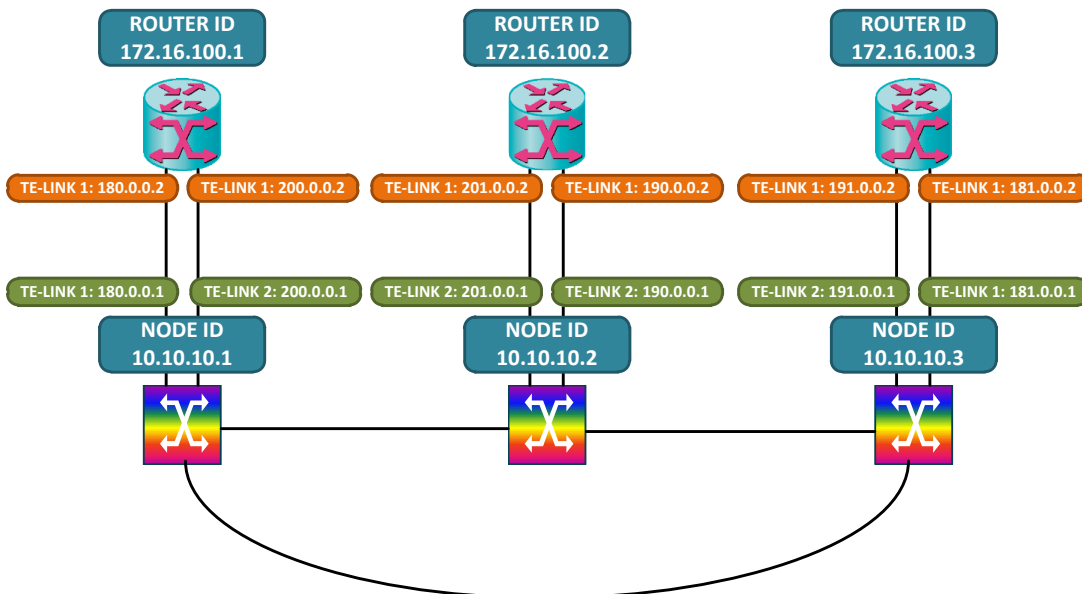 ROUTER ID
172.16.100.1
ROUTER ID
172.16.100.2
ROUTER ID
172.16.100.3
TE-LINK 1: 180.0.0.2
TE-LINK 1: 200.0.0.2
TE-LINK 1: 201.0.0.2
TE-LINK 1: 190.0.0.2
TE-LINK 1: 191.0.0.2
TE-LINK 1: 181.0.0.2
TE-LINK 1: 180.0.0.1
TE-LINK 2: 200.0.0.1
TE-LINK 2: 201.0.0.1
TE-LINK 2: 190.0.0.1
TE-LINK 2: 191.0.0.1
TE-LINK 1: 181.0.0.1
NODE ID
10.10.10.1
NODE ID
10.10.10.2
NODE ID
10.10.10.3